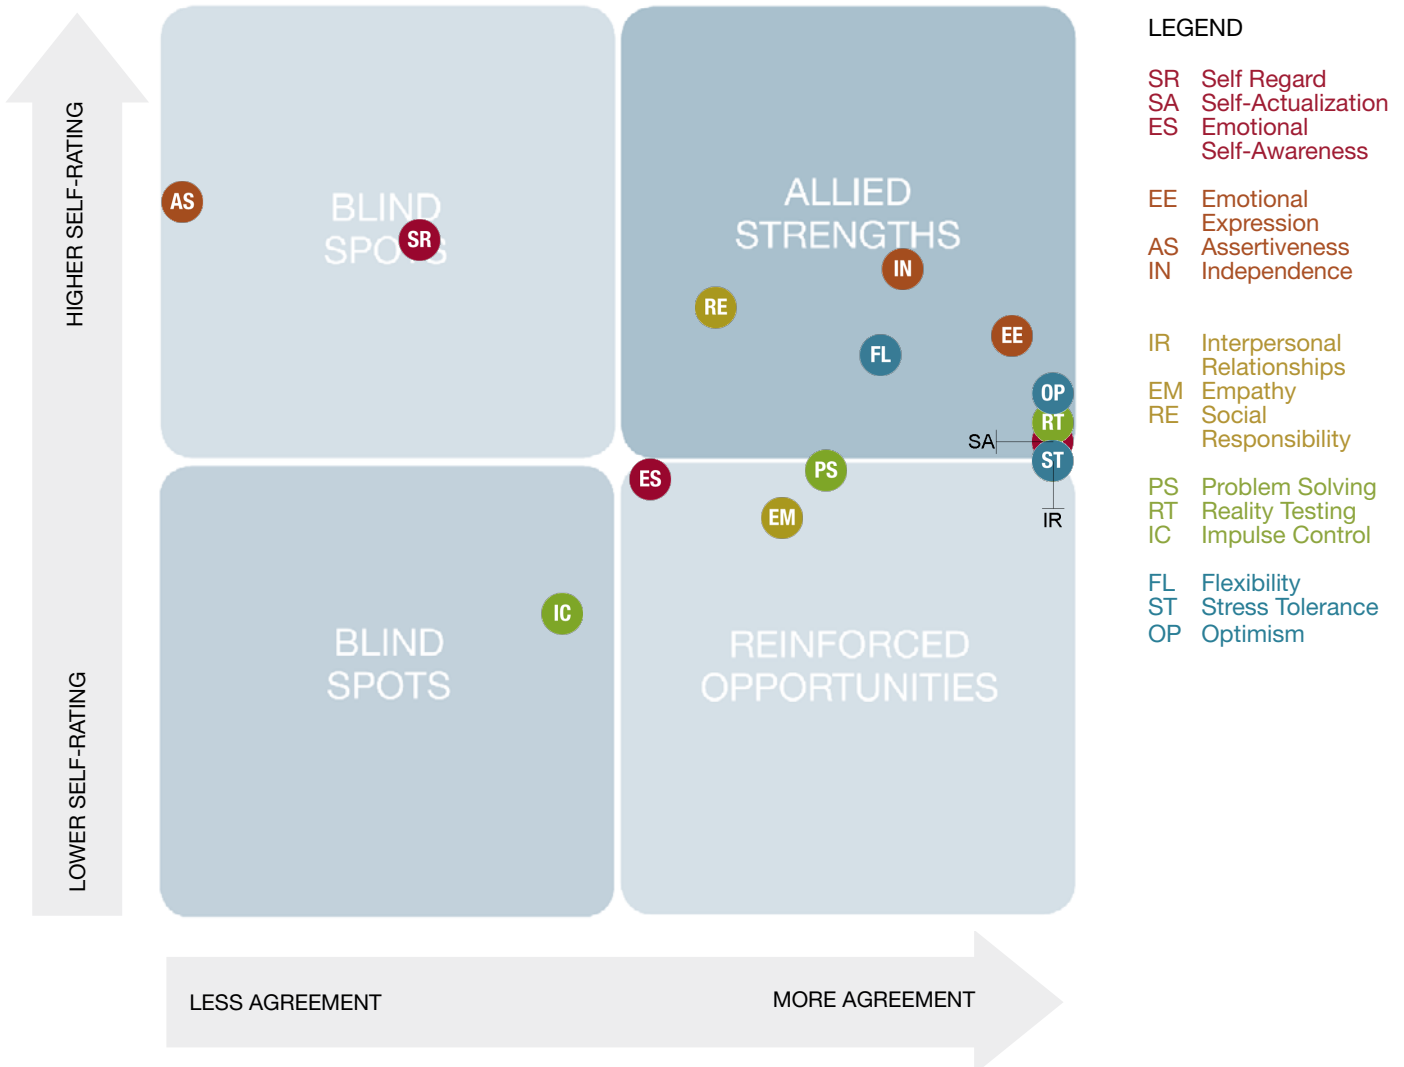 HIGHER SELF-RATING
LOWER SELF-RATING
BLIND
SPOTS
AS
SR
ALLIED
STRENGTHS
IN
RE
EE
FL
OP
RT
SA
ST
IR
ES
PS
EM
BLIND
SPOTS
IC
REINFORCED
OPPORTUNITIES
LESS AGREEMENT
MORE AGREEMENT
LEGEND
SR Self Regard
SA Self-Actualization
ES Emotional
Self-Awareness
EE Emotional
Expression
AS Assertiveness
IN Independence
IR Interpersonal
Relationships
EM Empathy
RE Social
Responsibility
PS Problem Solving
RT Reality Testing
IC Impulse Control
FL Flexibility
ST Stress Tolerance
OP Optimism